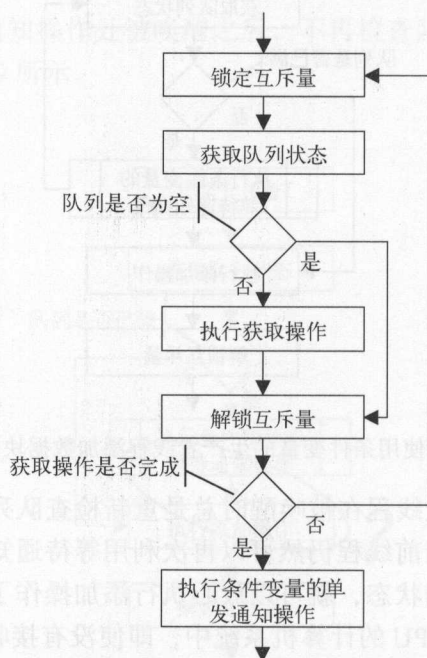 锁定互斥量
获取队列状态
队列是否为空
是
否
执行获取操作
解锁互斥量
获取操作是否完成
否
是
执行条件变量的单
发通知操作